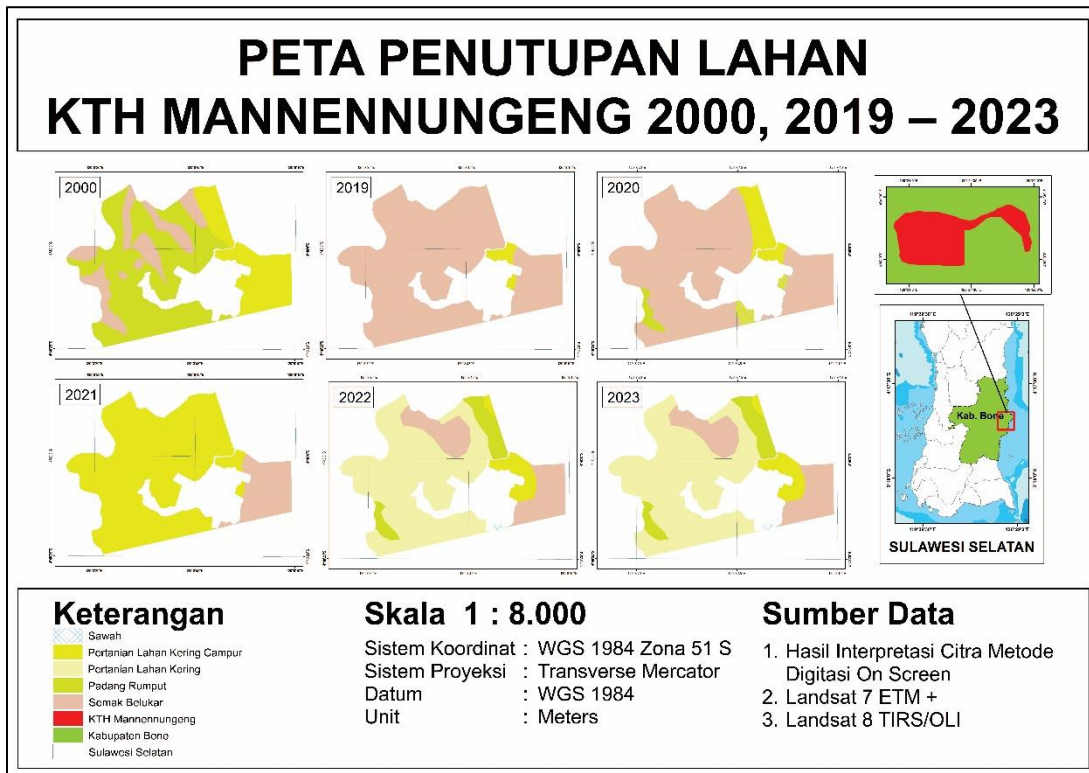 PETA PENUTUPAN LAHAN
KTH MANNENNUNGENG 2000, 2019 – 2023
2000
2019
2020
2021
2022
2023
Kab. Bone
SULAWESI SELATAN
Keterangan
Sawah
Pertanian Lahan Kering Campur
Pertanian Lahan Kering
Padang Rumput
Semak Belukar
KTH Mannennungeng
Kabupaten Bone
Sulawesi Selatan
Skala 1 : 8.000
Sistem Koordinat : WGS 1984 Zona 51 S
Sistem Proyeksi : Transverse Mercator
Datum : WGS 1984
Unit : Meters
Sumber Data
1. Hasil Interpretasi Citra Metode
Digitasi On Screen
2. Landsat 7 ETM +
3. Landsat 8 TIRS/OLI